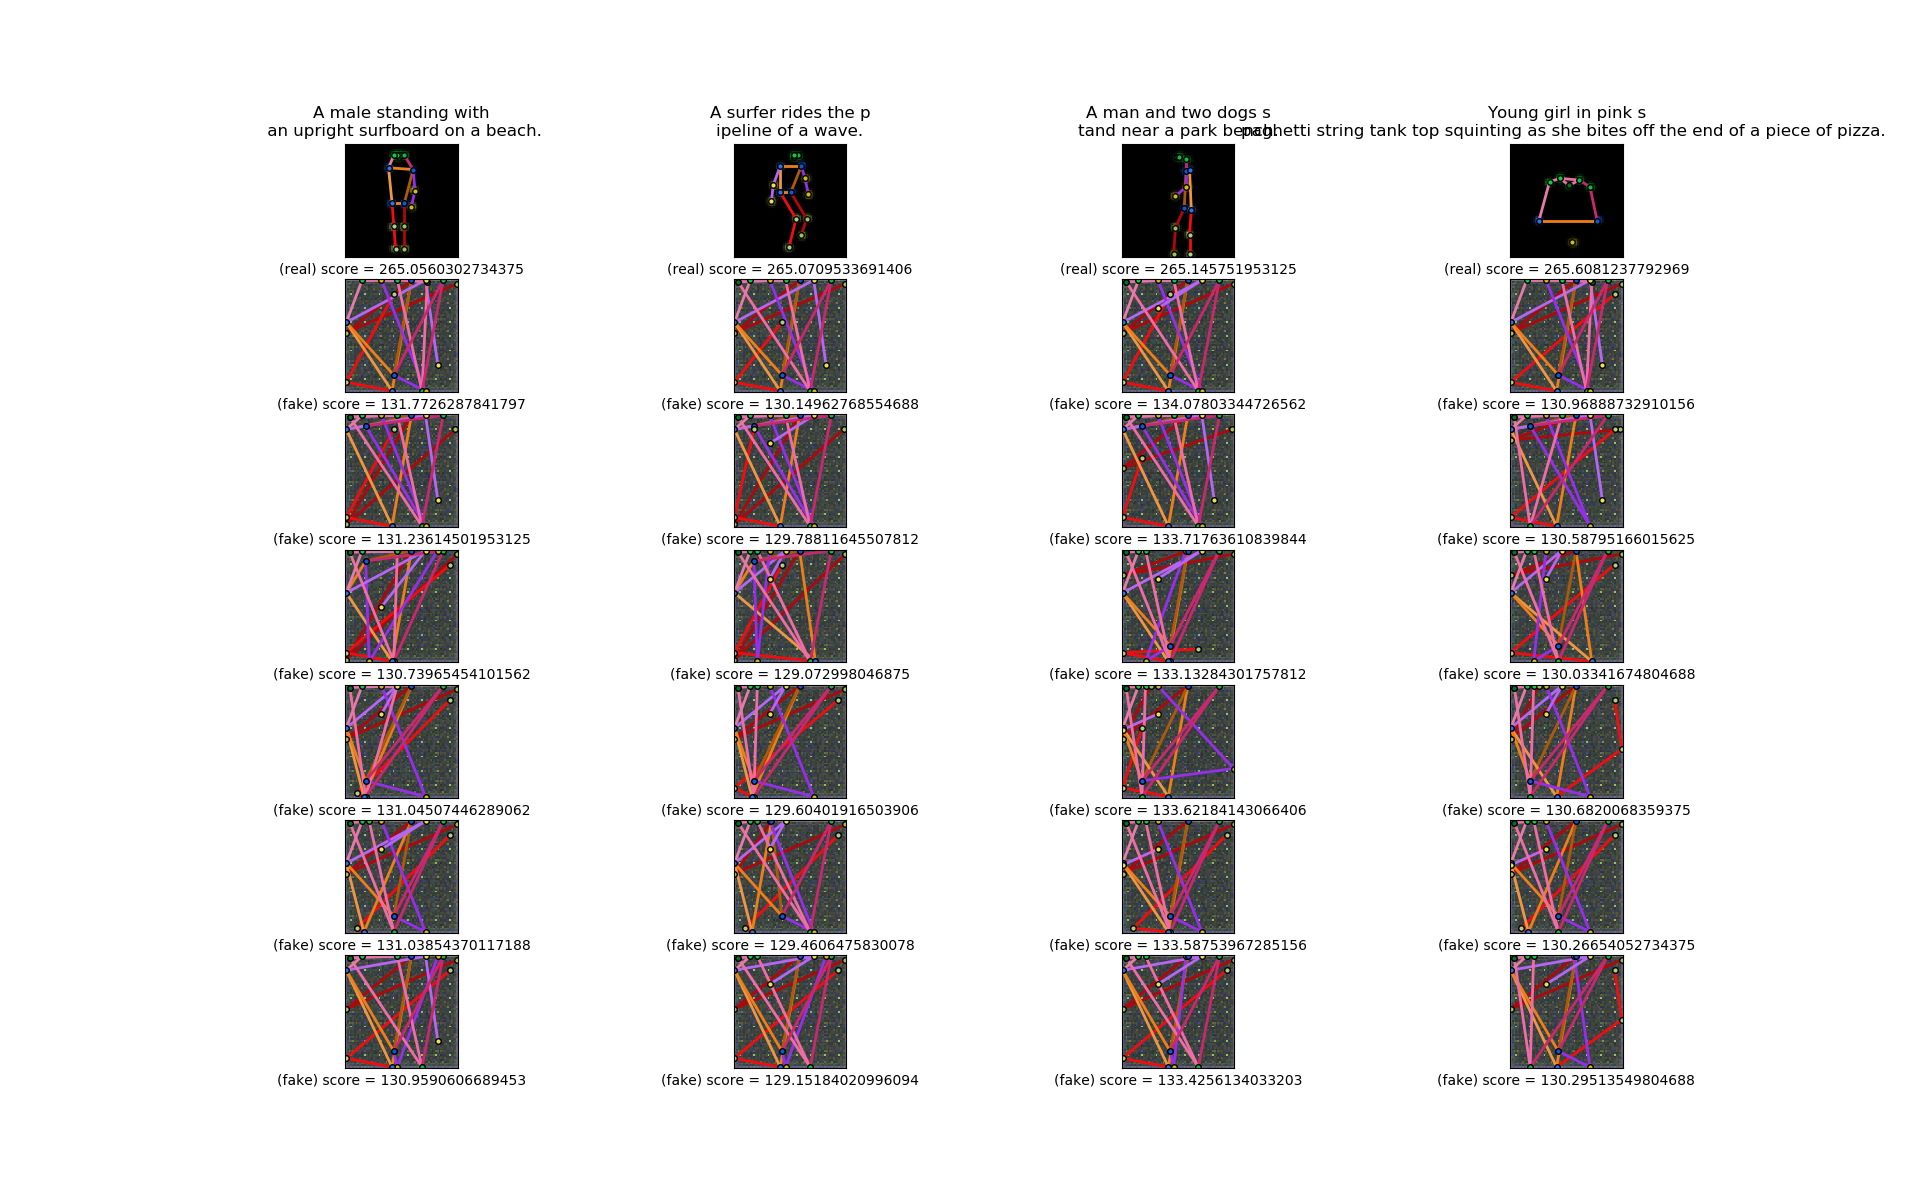 A male standing with
an upright surfboard on a beach.
A surfer rides the p
ipeline of a wave.
A man and two dogs s
tand near a park bench.
Young girl in pink s
paghetti string tank top squinting as she bites off the end of a piece of pizza.
(real) score = 265.0560302734375
(real) score = 265.0709533691406
(real) score = 265.145751953125
(real) score = 265.6081237792969
(fake) score = 131.7726287841797
(fake) score = 130.14962768554688
(fake) score = 134.07803344726562
(fake) score = 130.96888732910156
(fake) score = 131.23614501953125
(fake) score = 129.78811645507812
(fake) score = 133.71763610839844
(fake) score = 130.58795166015625
(fake) score = 130.73965454101562
(fake) score = 129.072998046875
(fake) score = 133.13284301757812
(fake) score = 130.03341674804688
(fake) score = 131.04507446289062
(fake) score = 129.60401916503906
(fake) score = 133.62184143066406
(fake) score = 130.6820068359375
(fake) score = 131.03854370117188
(fake) score = 129.4606475830078
(fake) score = 133.58753967285156
(fake) score = 130.26654052734375
(fake) score = 130.9590606689453
(fake) score = 129.15184020996094
(fake) score = 133.4256134033203
(fake) score = 130.29513549804688